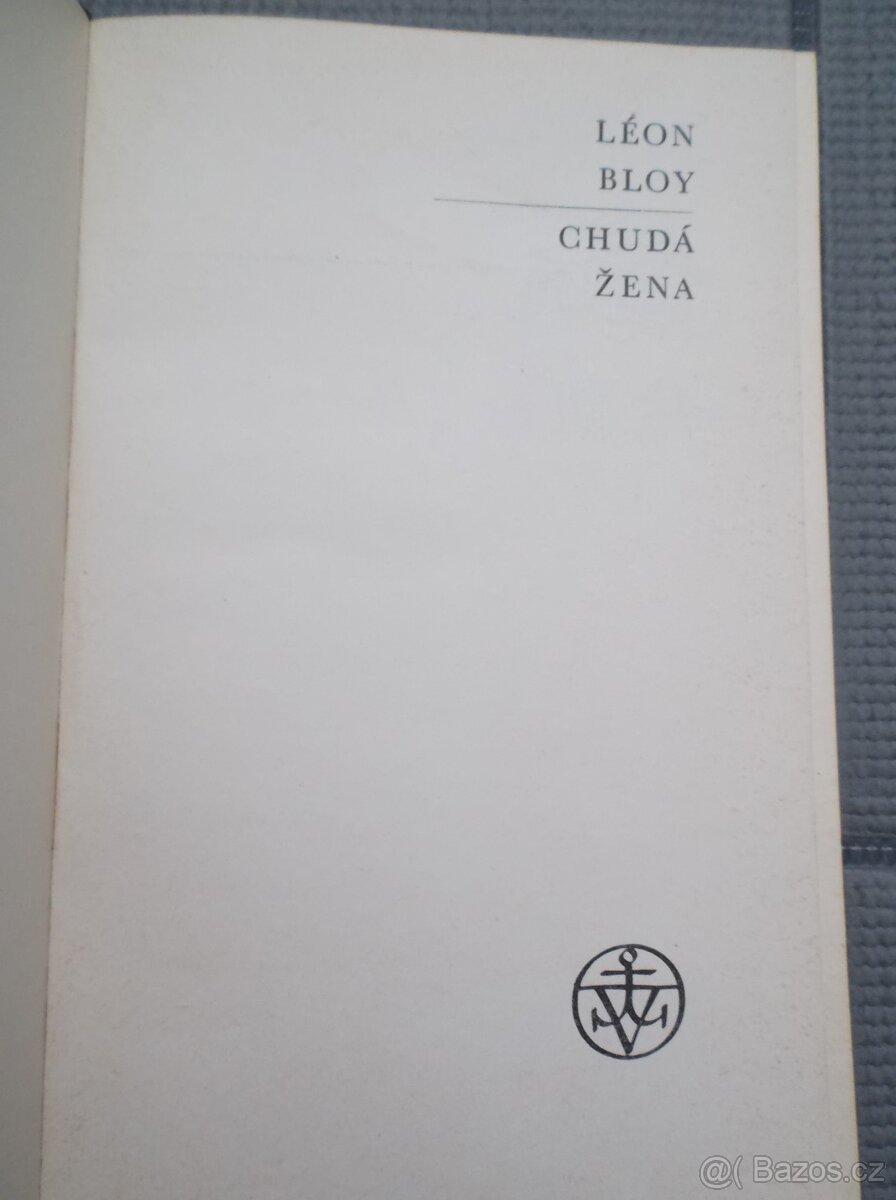 LÉON
BLOY
CHUDÁ
ŽENA
@( Bazos.cz